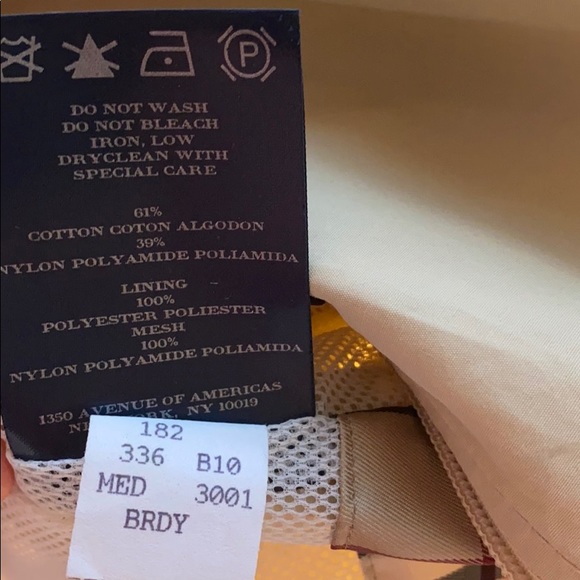 P
DO NOT WASH
DO NOT BLEACH
IRON, LOW
DRYCLEAN WITH
SPECIAL CARE
61%
COTTON COTON ALGODON
39%
NYLON POLYAMIDE POLIAMIDA
LINING
100%
POLYESTER POLIESTER
MESH
100%
NYLON POLYAMIDE POLIAMIDA
1350 AVENUE OF AMERICAS
NEW YORK, NY 10019
182
336 B10
MED 3001
BRDY